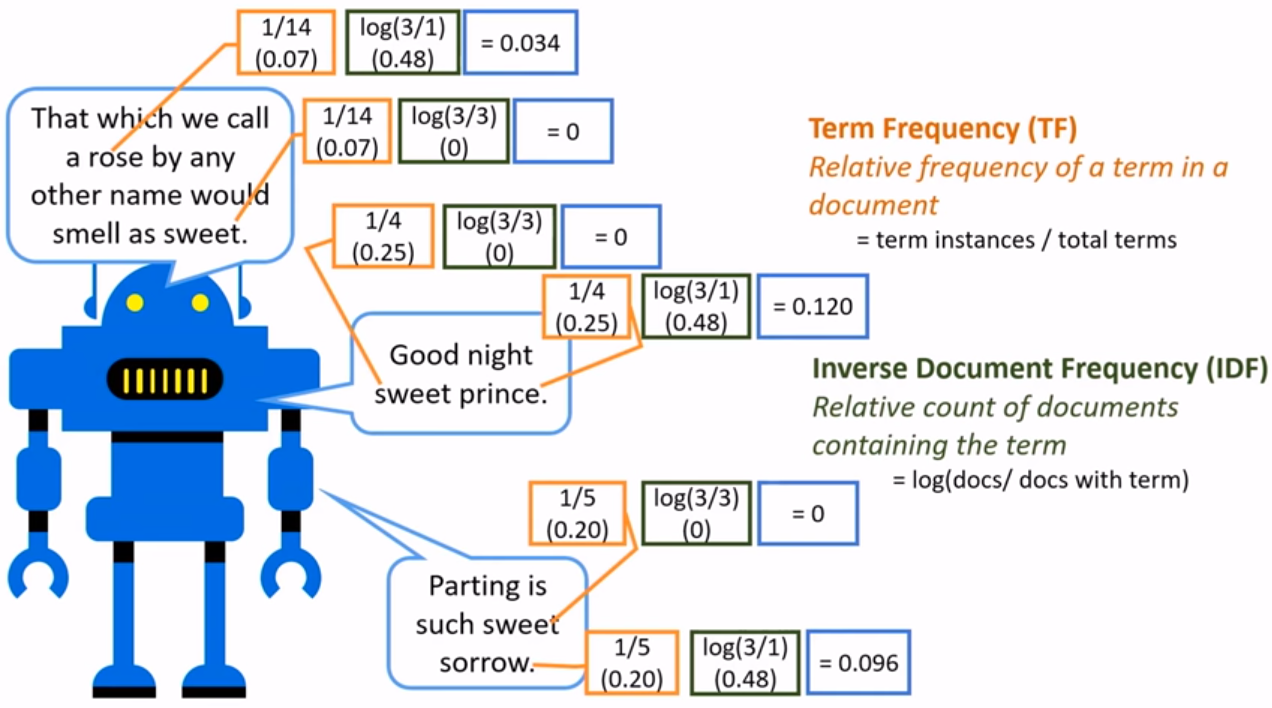 1/14
(0.07)
log(3/1)
(0.48)
= 0.034
That which we call
a rose by any
other name would
smell as sweet.
1/14
(0.07)
log(3/3)
(0)
= 0
1/4
(0.25)
log(3/3)
(0)
= 0
1/4
(0.25)
log(3/1)
(0.48)
= 0.120
Good night
sweet prince.
1/5
(0.20)
log(3/3)
(0)
= 0
Parting is
such sweet
sorrow.
1/5
(0.20)
log(3/1)
(0.48)
= 0.096
Term Frequency (TF)
Relative frequency of a term in a
document
= term instances / total terms
Inverse Document Frequency (IDF)
Relative count of documents
containing the term
= log(docs/ docs with term)